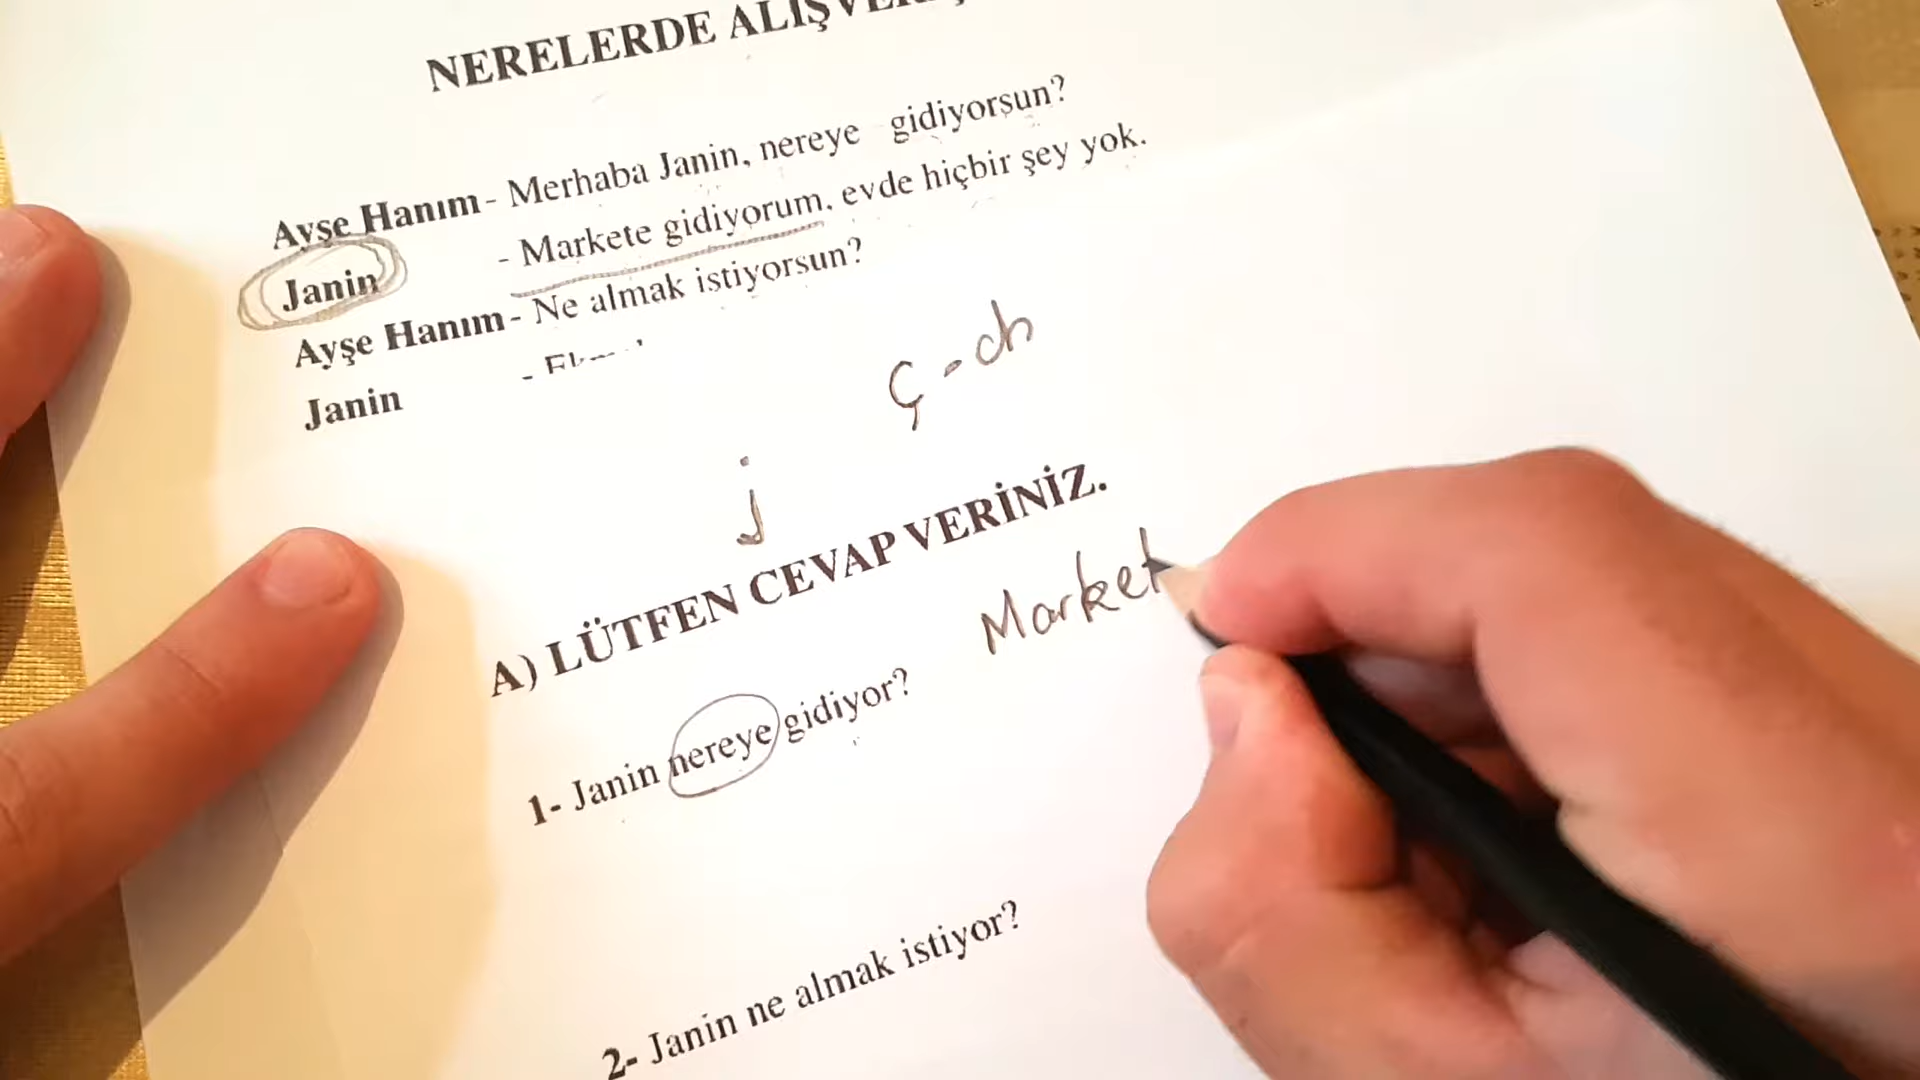 NERELERDE
Ayşe Hanım - Merhaba Janin, nereye gidiyorsun?
Janin - Markete gidiyorum, evde hiçbir şey yok.
Ayşe Hanım - Ne almak istiyorsun?
Janin -
ç - ch
j
A) LÜTFEN CEVAP VERİNİZ.
Market
1- Janin nereye gidiyor?
2- Janin ne almak istiyor?